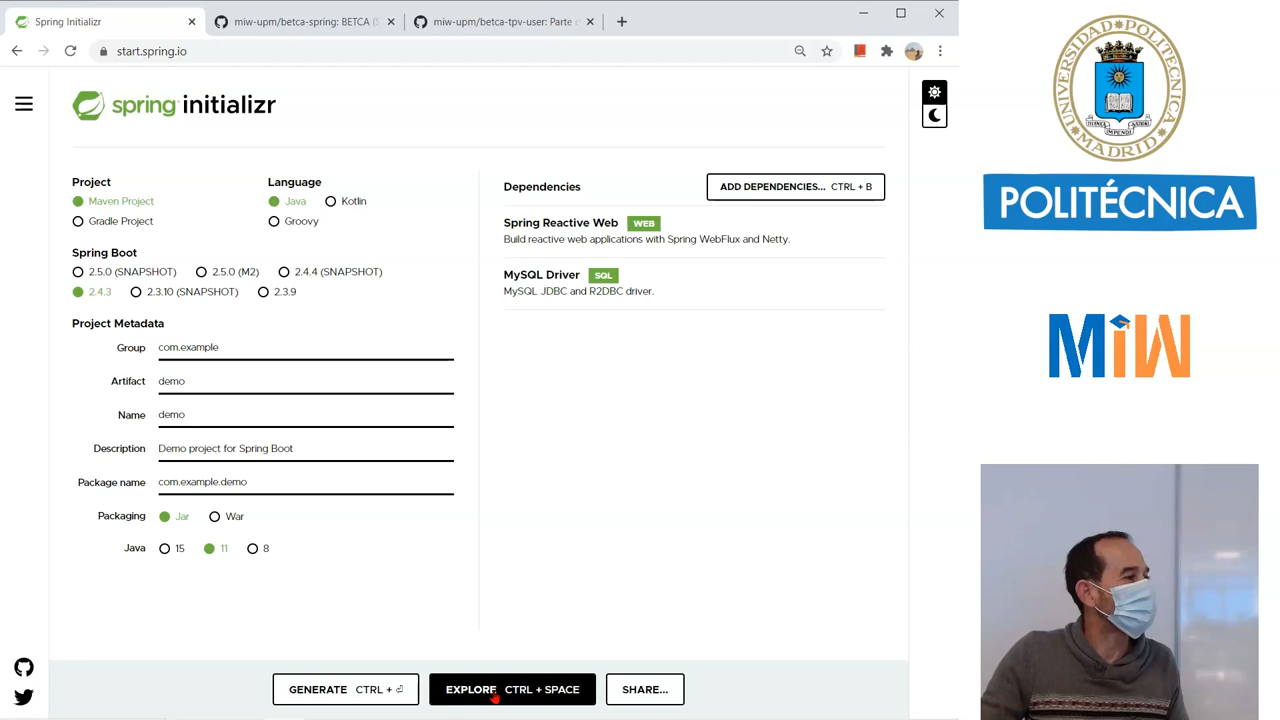 Spring Initializr
miw-upm/betca-spring: BETCA (S
miw-upm/betca-tpv-user: Parte
start.spring.io
spring initializr
Project
Maven Project
Gradle Project
Language
Java
Kotlin
Groovy
Spring Boot
2.5.0 (SNAPSHOT)
2.5.0 (M2)
2.4.4 (SNAPSHOT)
2.4.3
2.3.10 (SNAPSHOT)
2.3.9
Project Metadata
Group com.example
Artifact demo
Name demo
Description Demo project for Spring Boot
Package name com.example.demo
Packaging Jar War
Java 15 11 8
Dependencies
ADD DEPENDENCIES... CTRL + B
Spring Reactive Web WEB
Build reactive web applications with Spring WebFlux and Netty.
MySQL Driver SQL
MySQL JDBC and R2DBC driver.
GENERATE CTRL + ⏎
EXPLORE CTRL + SPACE
SHARE...
UNIVERSIDAD POLITÉCNICA
MADRID
POLITÉCNICA
MiW